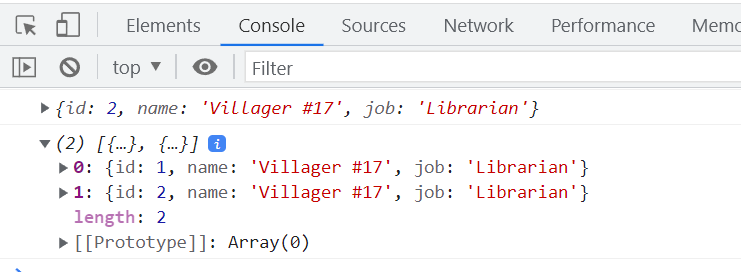 Elements Console Sources Network Performance Memo
top ▼ Filter
▶ {id: 2, name: 'Villager #17', job: 'Librarian'}
▼ (2) [{…}, {…}] i
▶ 0: {id: 1, name: 'Villager #17', job: 'Librarian'}
▶ 1: {id: 2, name: 'Villager #17', job: 'Librarian'}
length: 2
▶ [[Prototype]]: Array(0)